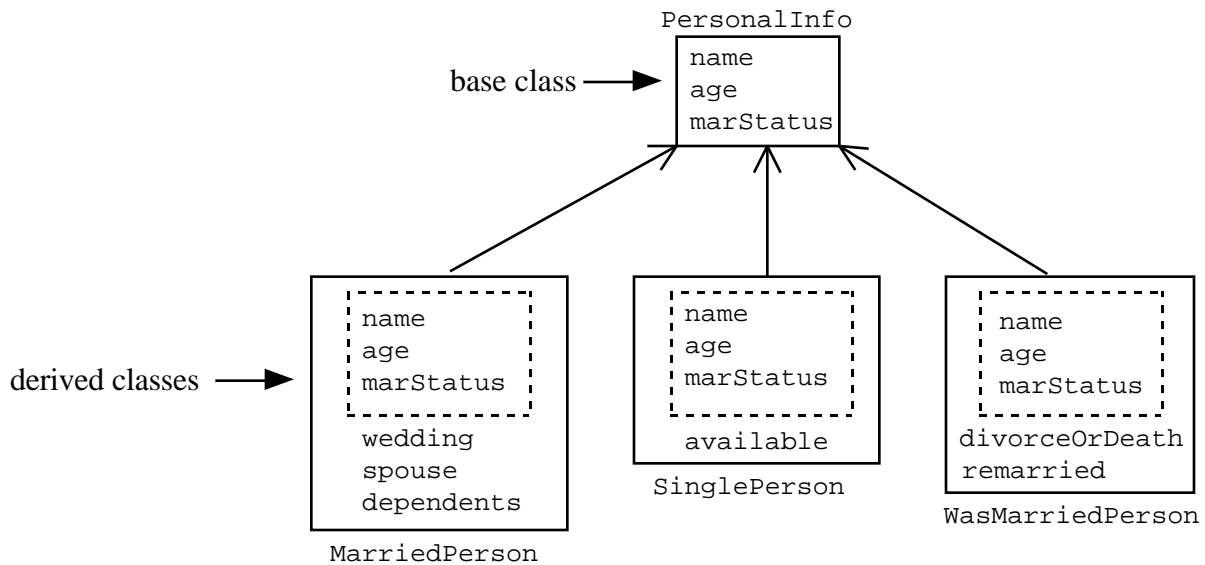 PersonalInfo
base class
name
age
marStatus
derived classes
name
age
marStatus
wedding
spouse
dependents
MarriedPerson
name
age
marStatus
available
SinglePerson
name
age
marStatus
divorceOrDeath
remarried
WasMarriedPerson